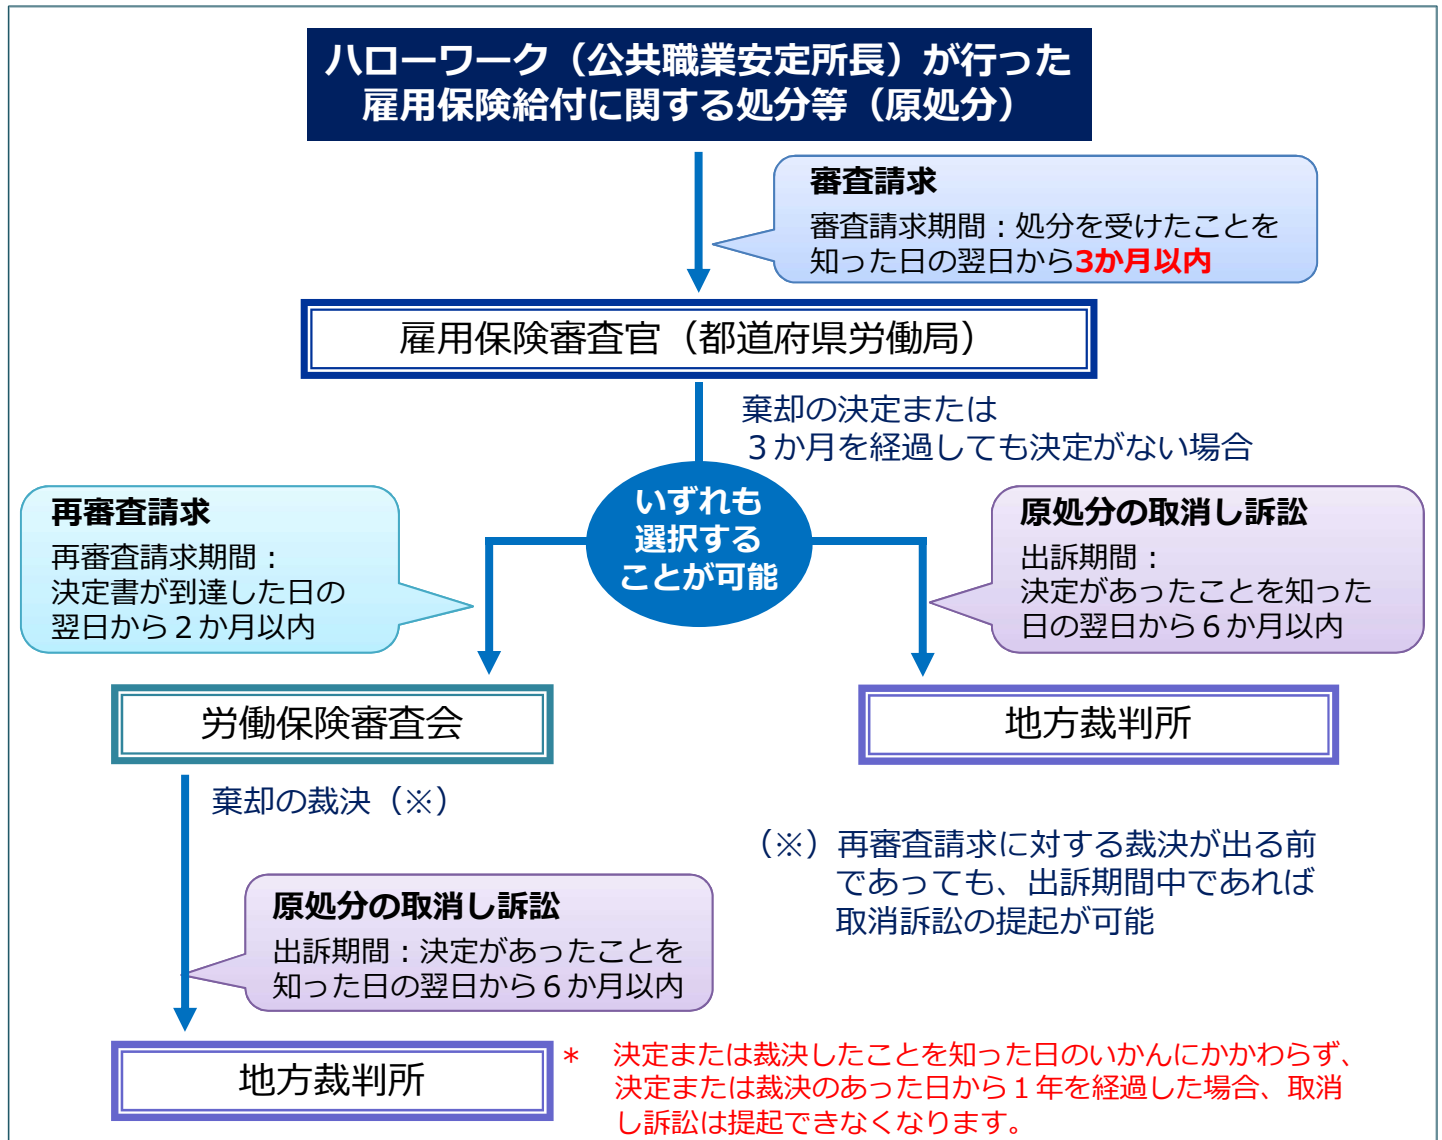 ハローワーク（公共職業安定所長）が行った
雇用保険給付に関する処分等（原処分）
審査請求
審査請求期間：処分を受けたことを
知った日の翌日から3か月以内
雇用保険審査官（都道府県労働局）
棄却の決定または
３か月を経過しても決定がない場合
いずれも
選択する
ことが可能
再審査請求
再審査請求期間：
決定書が到達した日の
翌日から２か月以内
原処分の取消し訴訟
出訴期間：
決定があったことを知った
日の翌日から６か月以内
労働保険審査会
地方裁判所
棄却の裁決（※）
（※）再審査請求に対する裁決が出る前
であっても、出訴期間中であれば
取消訴訟の提起が可能
原処分の取消し訴訟
出訴期間：決定があったことを
知った日の翌日から６か月以内
地方裁判所
＊　決定または裁決したことを知った日のいかんにかかわらず、
決定または裁決のあった日から１年を経過した場合、取消
し訴訟は提起できなくなります。